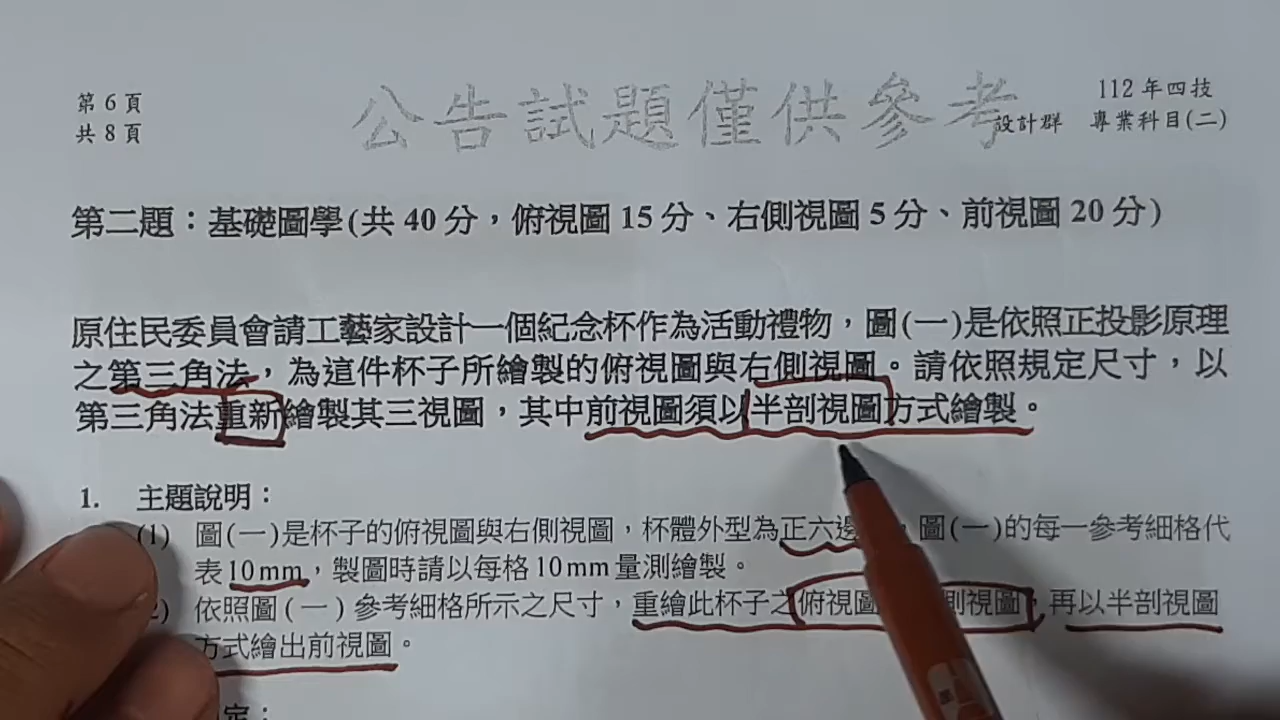 第 6 頁
共 8 頁
公告試題僅供參考
112 年四技
設計群 專業科目(二)
第二題：基礎圖學(共 40 分，俯視圖 15 分、右側視圖 5 分、前視圖 20 分)
原住民委員會請工藝家設計一個紀念杯作為活動禮物，圖(一)是依照正投影原理
之第三角法，為這件杯子所繪製的俯視圖與右側視圖。請依照規定尺寸，以
第三角法重新繪製其三視圖，其中前視圖須以半剖視圖方式繪製。
1. 主題說明：
(1) 圖(一)是杯子的俯視圖與右側視圖，杯體外型為正六邊，圖(一)的每一參考細格代
表 10 mm，製圖時請以每格 10 mm 量測繪製。
2) 依照圖(一)參考細格所示之尺寸，重繪此杯子之俯視圖側視圖，再以半剖視圖
方式繪出前視圖。
定：